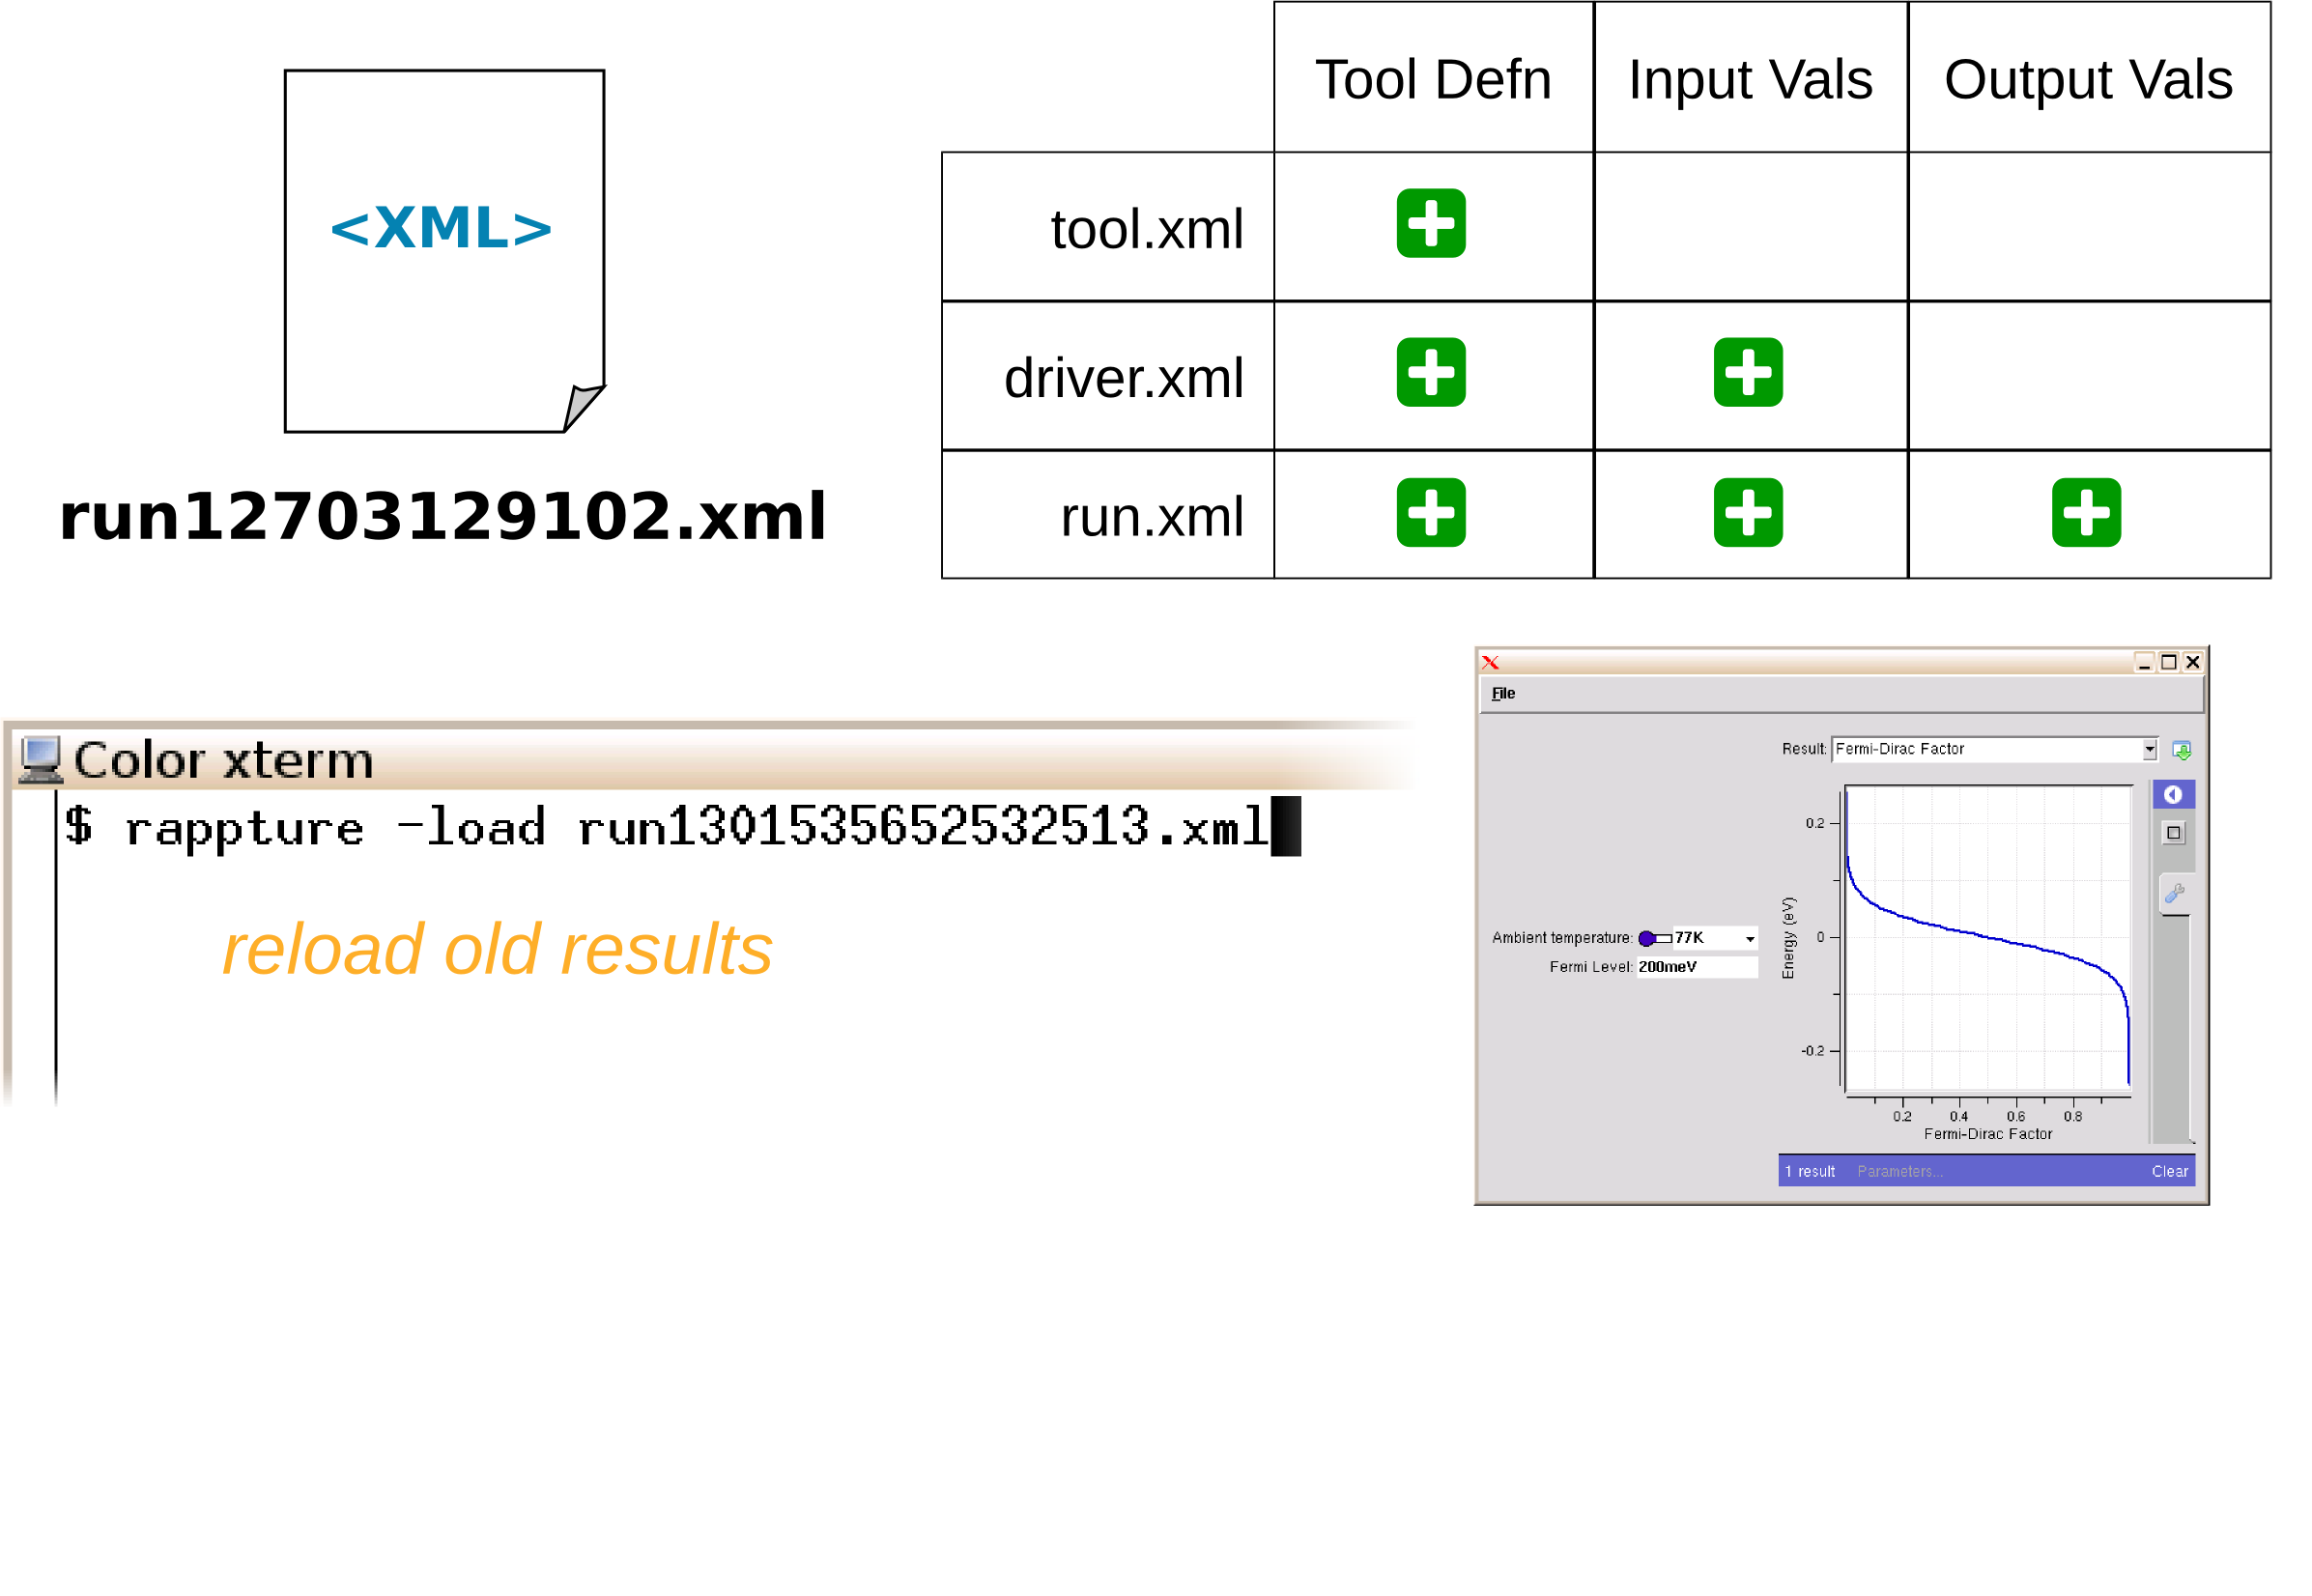 <XML>
run12703129102.xml
Tool Defn Input Vals Output Vals
tool.xml
driver.xml
run.xml
Color xterm
$ rappture -load run1301535652532513.xml
reload old results
File
Result: Fermi-Dirac Factor
Ambient temperature: 77K
Fermi Level: 200meV
Energy (eV)
0.2
0
-0.2
0.2 0.4 0.6 0.8
Fermi-Dirac Factor
1 result Parameters... Clear